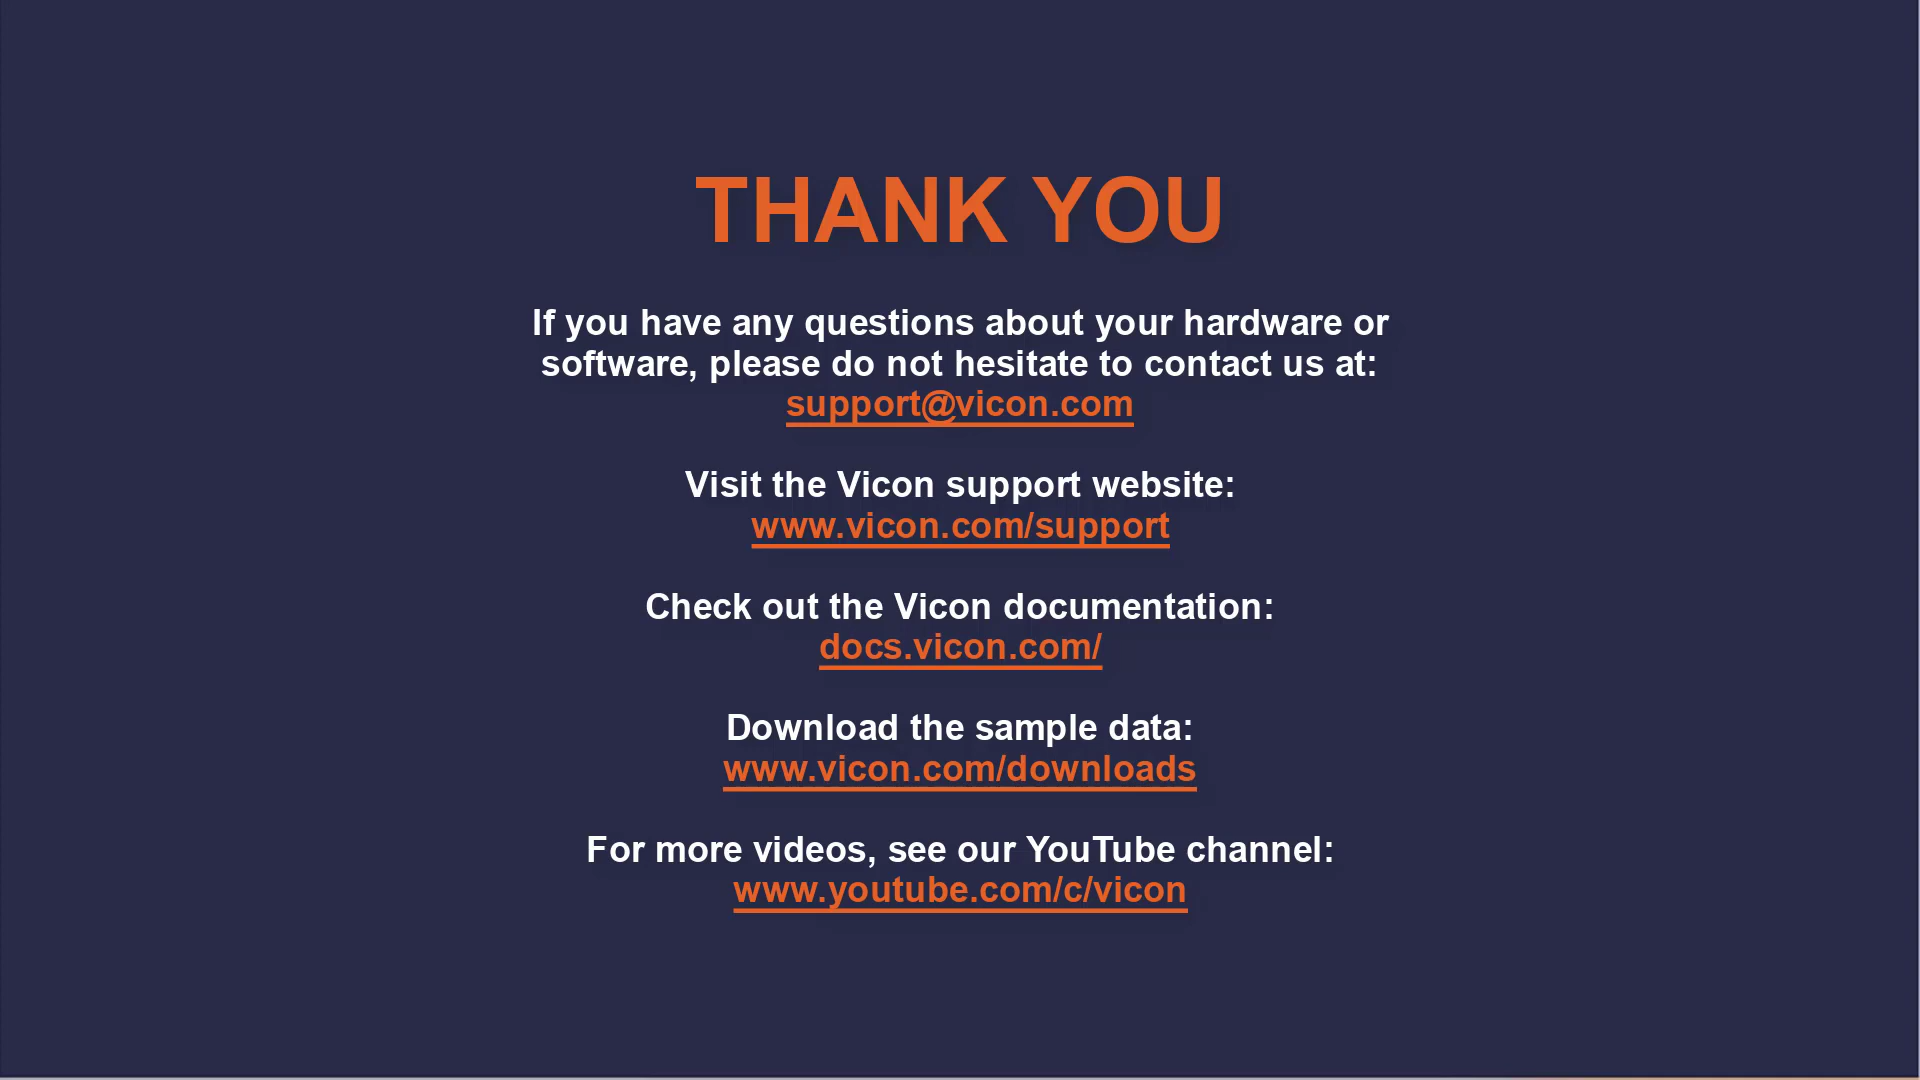 THANK YOU
If you have any questions about your hardware or
software, please do not hesitate to contact us at:
support@vicon.com
Visit the Vicon support website:
www.vicon.com/support
Check out the Vicon documentation:
docs.vicon.com/
Download the sample data:
www.vicon.com/downloads
For more videos, see our YouTube channel:
www.youtube.com/c/vicon